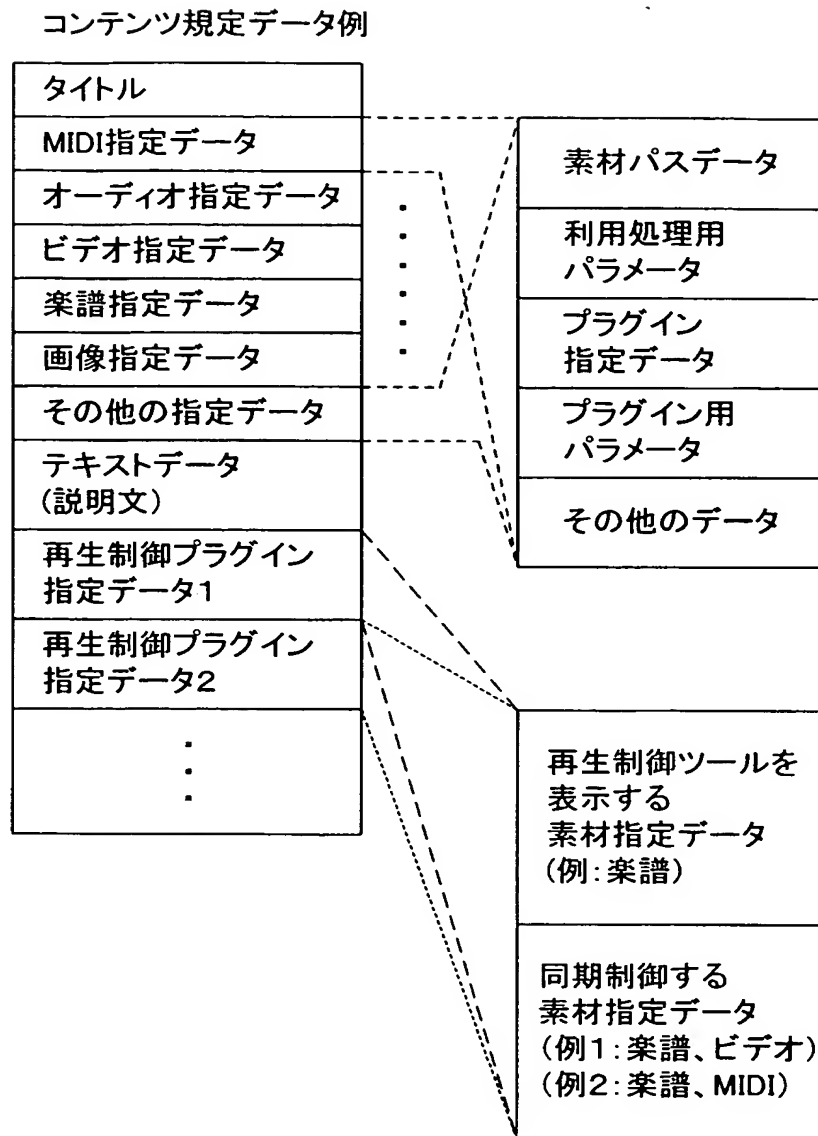 コンテンツ規定データ例
タイトル
MIDI指定データ
オーディオ指定データ
ビデオ指定データ
楽譜指定データ
画像指定データ
その他の指定データ
テキストデータ
(説明文)
再生制御プラグイン
指定データ1
再生制御プラグイン
指定データ2
素材パスデータ
利用処理用
パラメータ
プラグイン
指定データ
プラグイン用
パラメータ
その他のデータ
再生制御ツールを
表示する
素材指定データ
(例:楽譜)
同期制御する
素材指定データ
(例1:楽譜、ビデオ)
(例2:楽譜、MIDI)